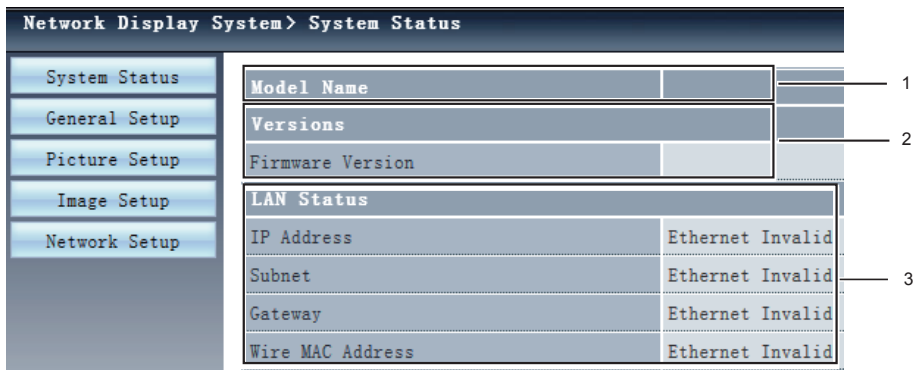 Network Display System> System Status
System Status
General Setup
Picture Setup
Image Setup
Network Setup
Model Name
1
Versions
2
Firmware Version
LAN Status
IP Address Ethernet Invalid
Subnet Ethernet Invalid
3
Gateway Ethernet Invalid
Wire MAC Address Ethernet Invalid